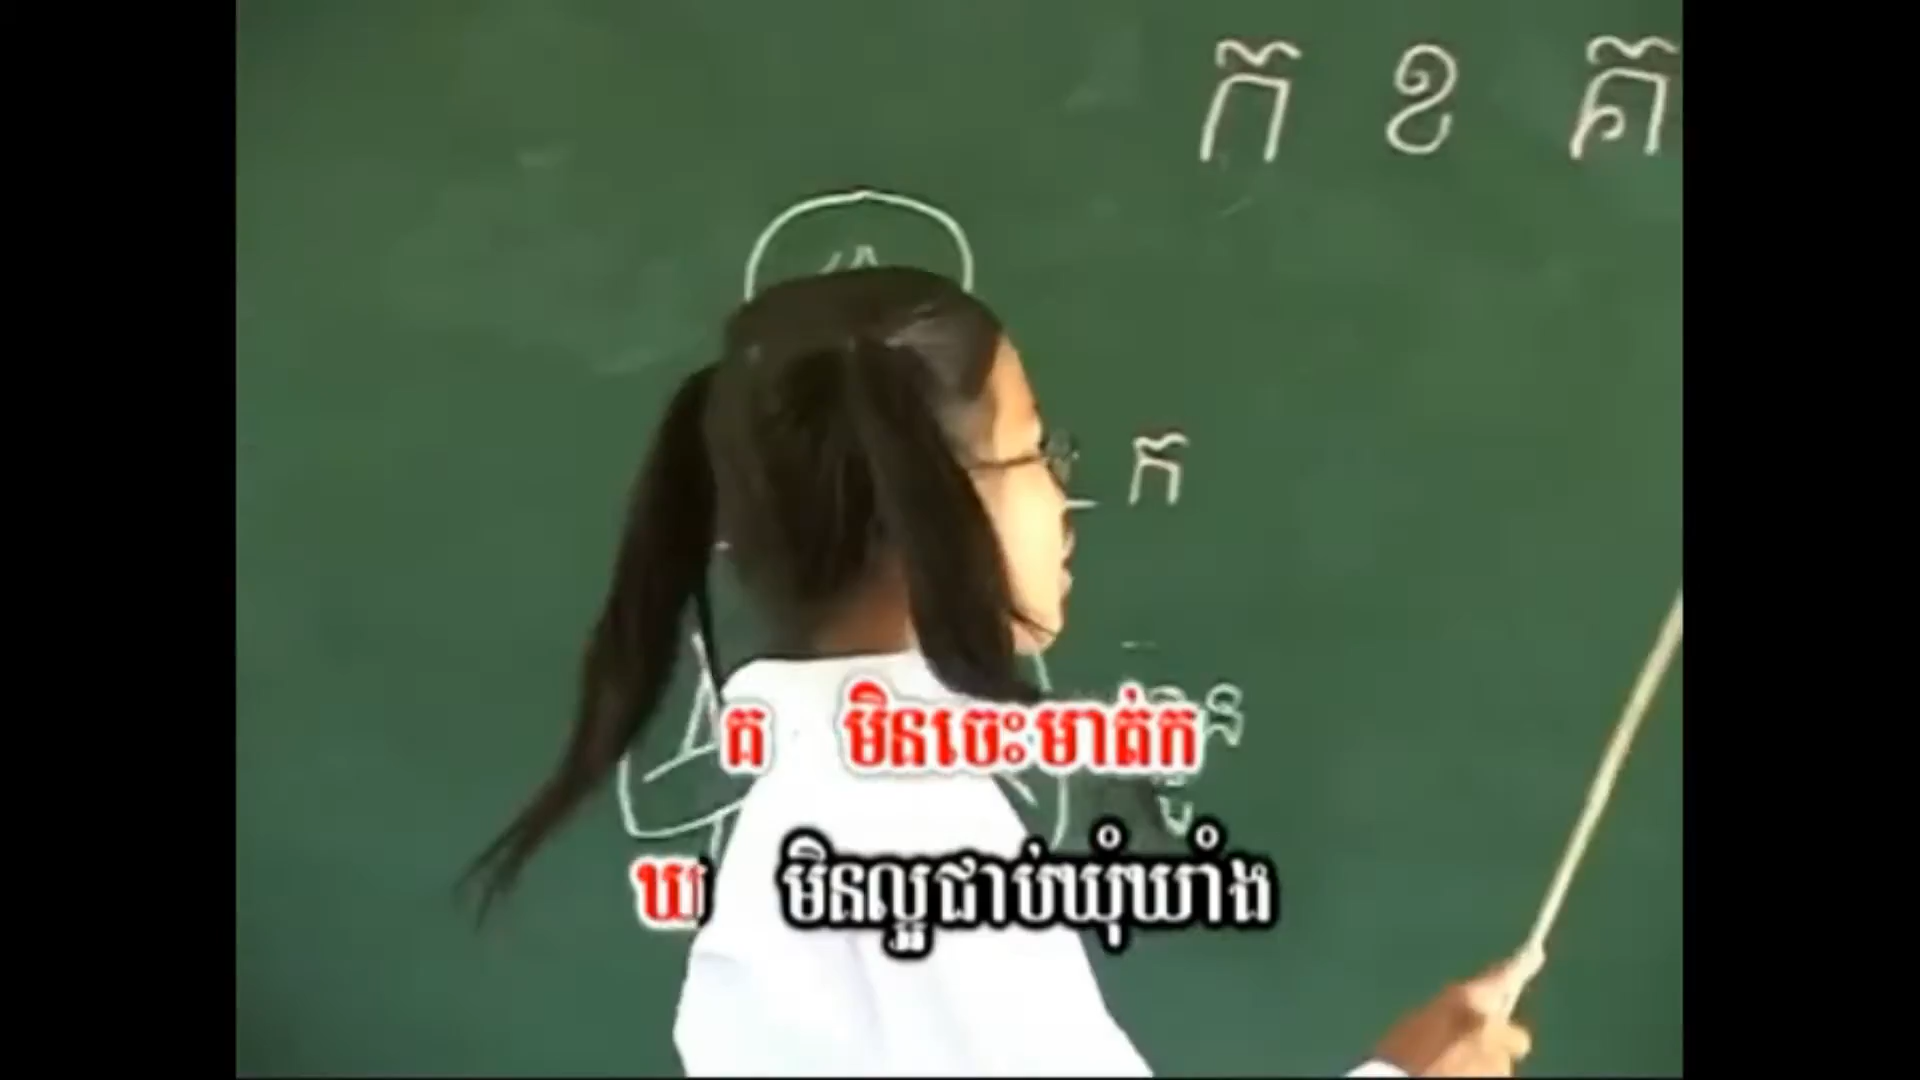 ក ខ គ
ក
គ មិនចេះមាត់ក
ឃ មិនល្អជាប់ឃុំឃាំង